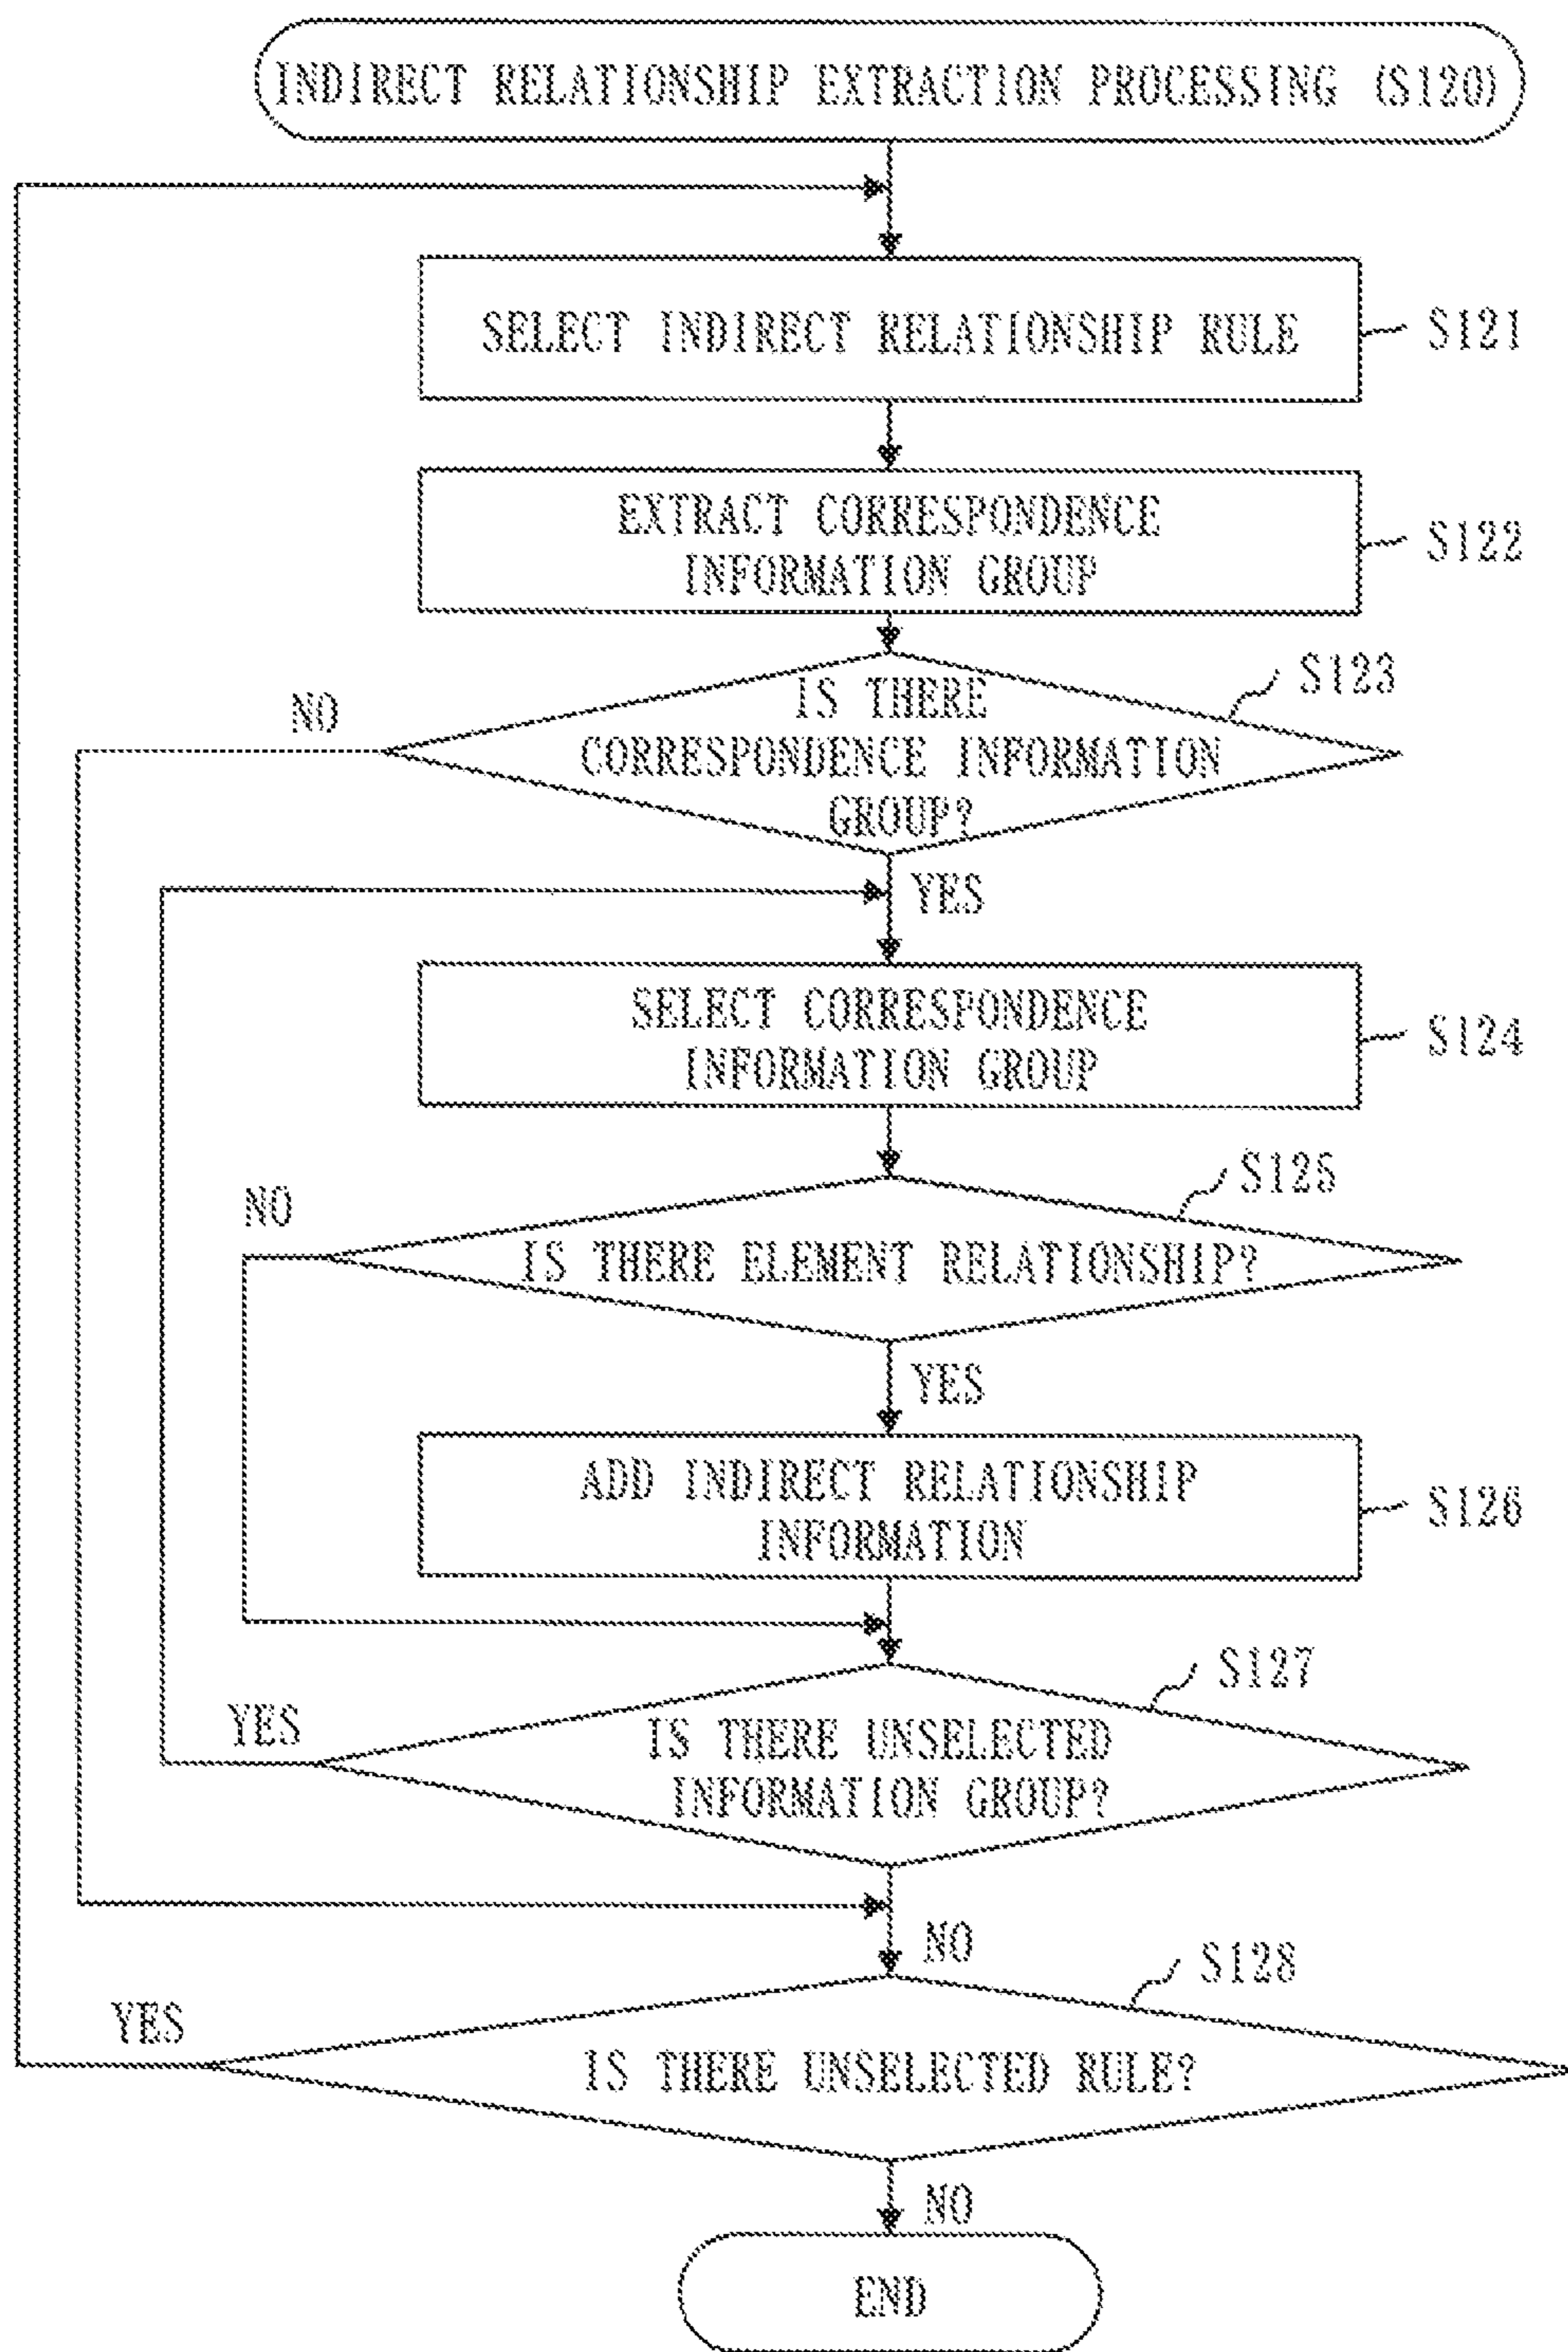 INDIRECT RELATIONSHIP EXTRACTION PROCESSING (S120)
SELECT INDIRECT RELATIONSHIP RULE
S121
EXTRACT CORRESPONDENCE
INFORMATION GROUP
S122
S123
NO
IS THERE
CORRESPONDENCE INFORMATION
GROUP?
YES
SELECT CORRESPONDENCE
INFORMATION GROUP
S124
S125
NO
IS THERE ELEMENT RELATIONSHIP?
YES
ADD INDIRECT RELATIONSHIP
INFORMATION
S126
S127
YES
IS THERE UNSELECTED
INFORMATION GROUP?
NO
S128
YES
IS THERE UNSELECTED RULE?
NO
END